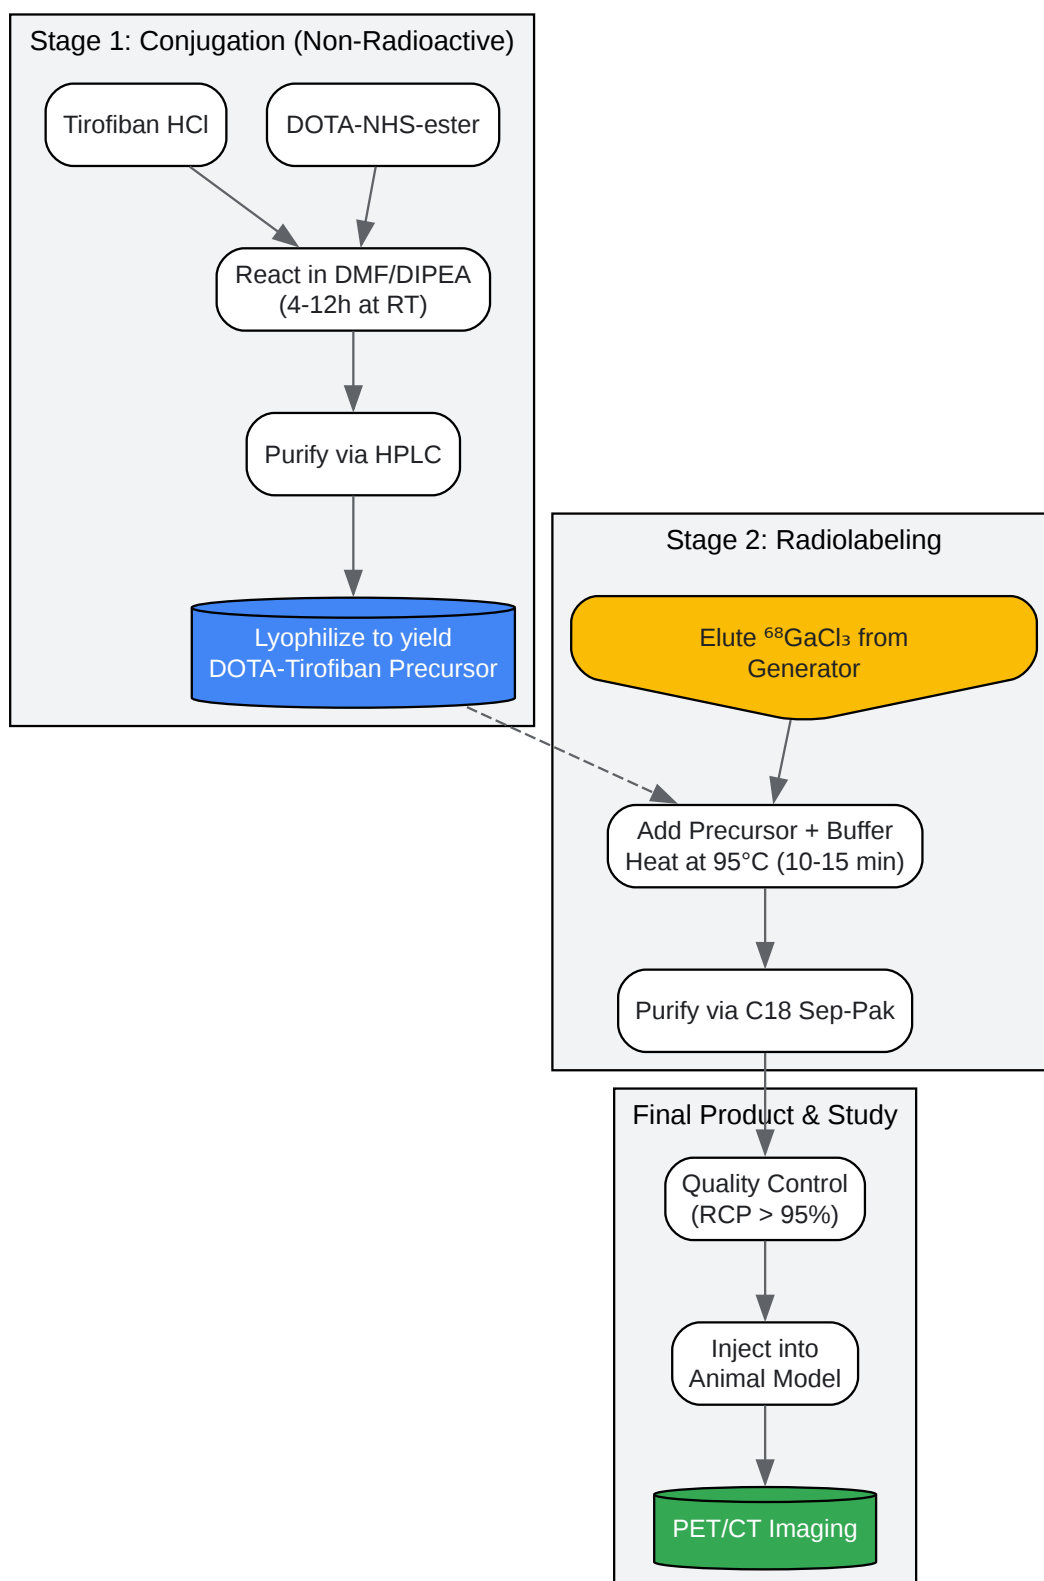 Stage 1: Conjugation (Non-Radioactive)
Tirofiban HCl
DOTA-NHS-ester
React in DMF/DIPEA
(4-12h at RT)
Purify via HPLC
Lyophilize to yield
DOTA-Tirofiban Precursor
Stage 2: Radiolabeling
Elute ⁶⁸GaCl₃ from
Generator
Add Precursor + Buffer
Heat at 95°C (10-15 min)
Purify via C18 Sep-Pak
Final Product & Study
Quality Control
(RCP > 95%)
Inject into
Animal Model
PET/CT Imaging